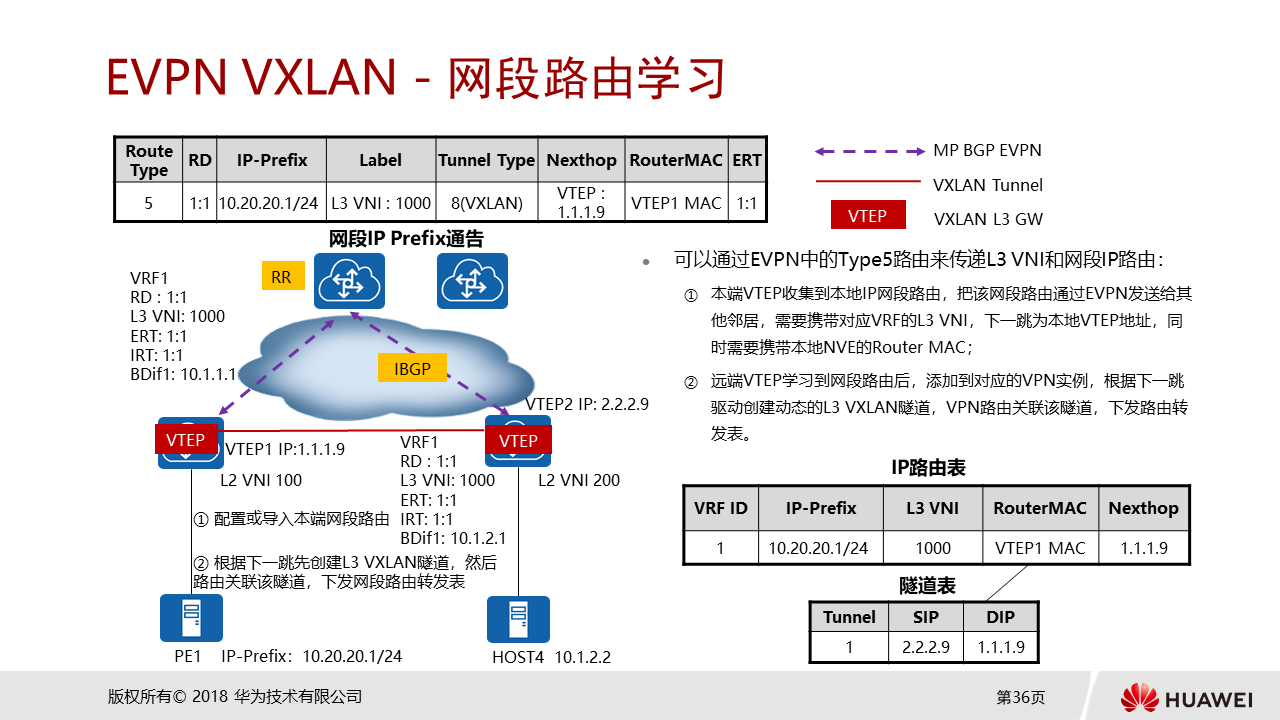 EVPN VXLAN - 网段路由学习
Route Type RD IP-Prefix Label Tunnel Type Nexthop RouterMAC ERT
5 1:1 10.20.20.1/24 L3 VNI : 1000 8(VXLAN) VTEP : 1.1.1.9 VTEP1 MAC 1:1
网段IP Prefix通告
MP BGP EVPN
VXLAN Tunnel
VTEP VXLAN L3 GW
RR
VRF1
RD : 1:1
L3 VNI: 1000
ERT: 1:1
IRT: 1:1
BDif1: 10.1.1.1
IBGP
VTEP2 IP: 2.2.2.9
VTEP
VTEP1 IP:1.1.1.9
VTEP
L2 VNI 100
VRF1
RD : 1:1
L3 VNI: 1000
ERT: 1:1
IRT: 1:1
BDif1: 10.1.2.1
L2 VNI 200
① 配置或导入本端网段路由
② 根据下一跳先创建L3 VXLAN隧道，然后
路由关联该隧道，下发网段路由转发表
PE1 IP-Prefix：10.20.20.1/24
HOST4 10.1.2.2
• 可以通过EVPN中的Type5路由来传递L3 VNI和网段IP路由：
① 本端VTEP收集到本地IP网段路由，把该网段路由通过EVPN发送给其
他邻居，需要携带对应VRF的L3 VNI，下一跳为本地VTEP地址，同
时需要携带本地NVE的Router MAC；
② 远端VTEP学习到网段路由后，添加到对应的VPN实例，根据下一跳
驱动创建动态的L3 VXLAN隧道，VPN路由关联该隧道，下发路由转
发表。
IP路由表
VRF ID IP-Prefix L3 VNI RouterMAC Nexthop
1 10.20.20.1/24 1000 VTEP1 MAC 1.1.1.9
隧道表
Tunnel SIP DIP
1 2.2.2.9 1.1.1.9
版权所有© 2018 华为技术有限公司
第36页
HUAWEI